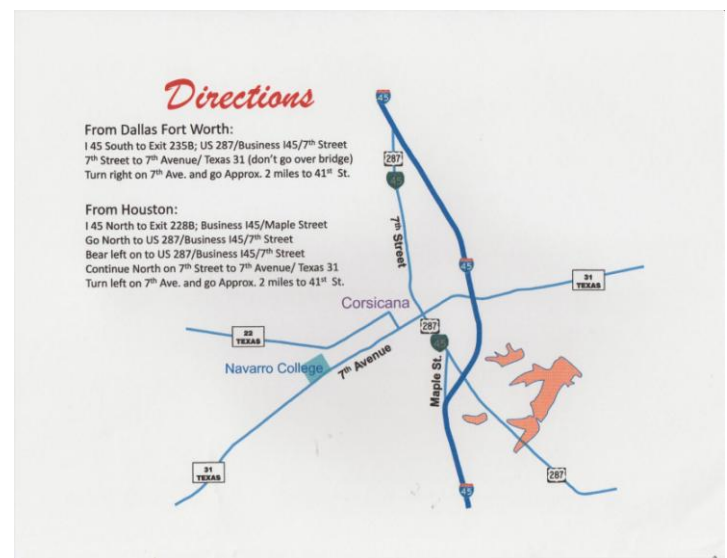 Directions
From Dallas Fort Worth:
I 45 South to Exit 235B; US 287/Business I45/7th Street
7th Street to 7th Avenue/ Texas 31 (don't go over bridge)
Turn right on 7th Ave. and go Approx. 2 miles to 41st St.
From Houston:
I 45 North to Exit 228B; Business I45/Maple Street
Go North to US 287/Business I45/7th Street
Bear left on to US 287/Business I45/7th Street
Continue North on 7th Street to 7th Avenue/ Texas 31
Turn left on 7th Ave. and go Approx. 2 miles to 41st St.
45
287
45
7th Street
45
31
TEXAS
Corsicana
287
22
TEXAS
45
7th Avenue
Navarro College
Maple St.
31
TEXAS
287
45